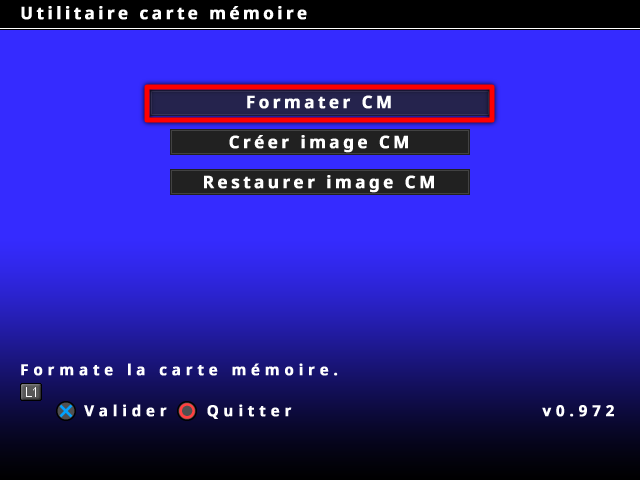 Utilitaire carte mémoire
Formater CM
Créer image CM
Restaurer image CM
Formate la carte mémoire.
L1
Valider Quitter v0.972